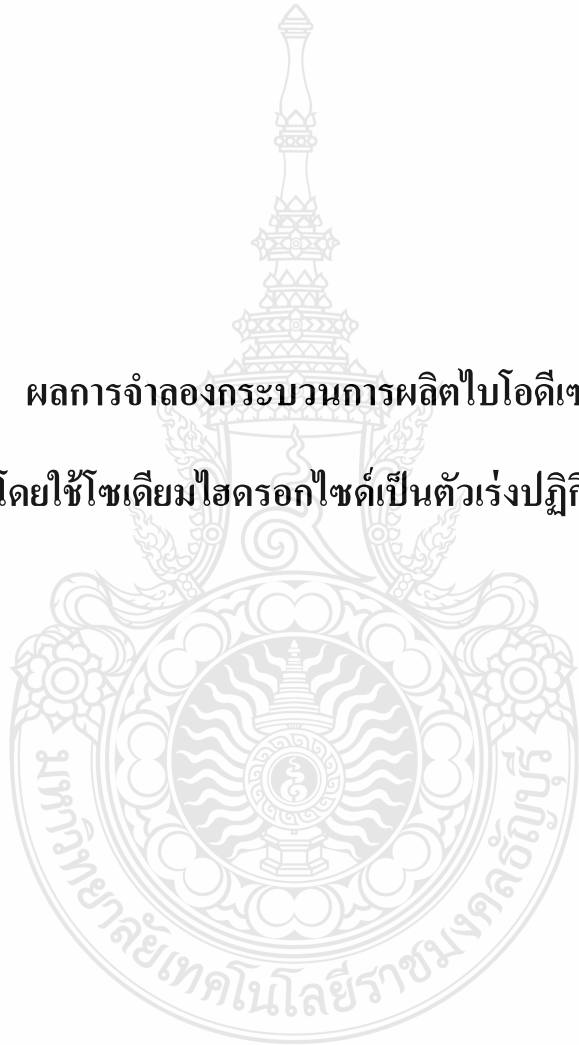 ผลการจำลองกระบวนการผลิตไบโอดีเซ
โดยใช้โซเดียมไฮดรอกไซด์เป็นตัวเร่งปฏิกิ
มหาวิทยาลัยเทคโนโลยีราชมงคลธัญบุรี